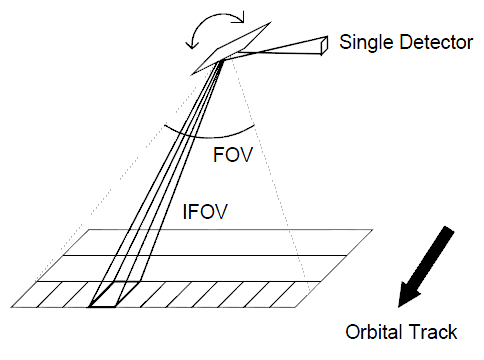 Single Detector
FOV
IFOV
Orbital Track